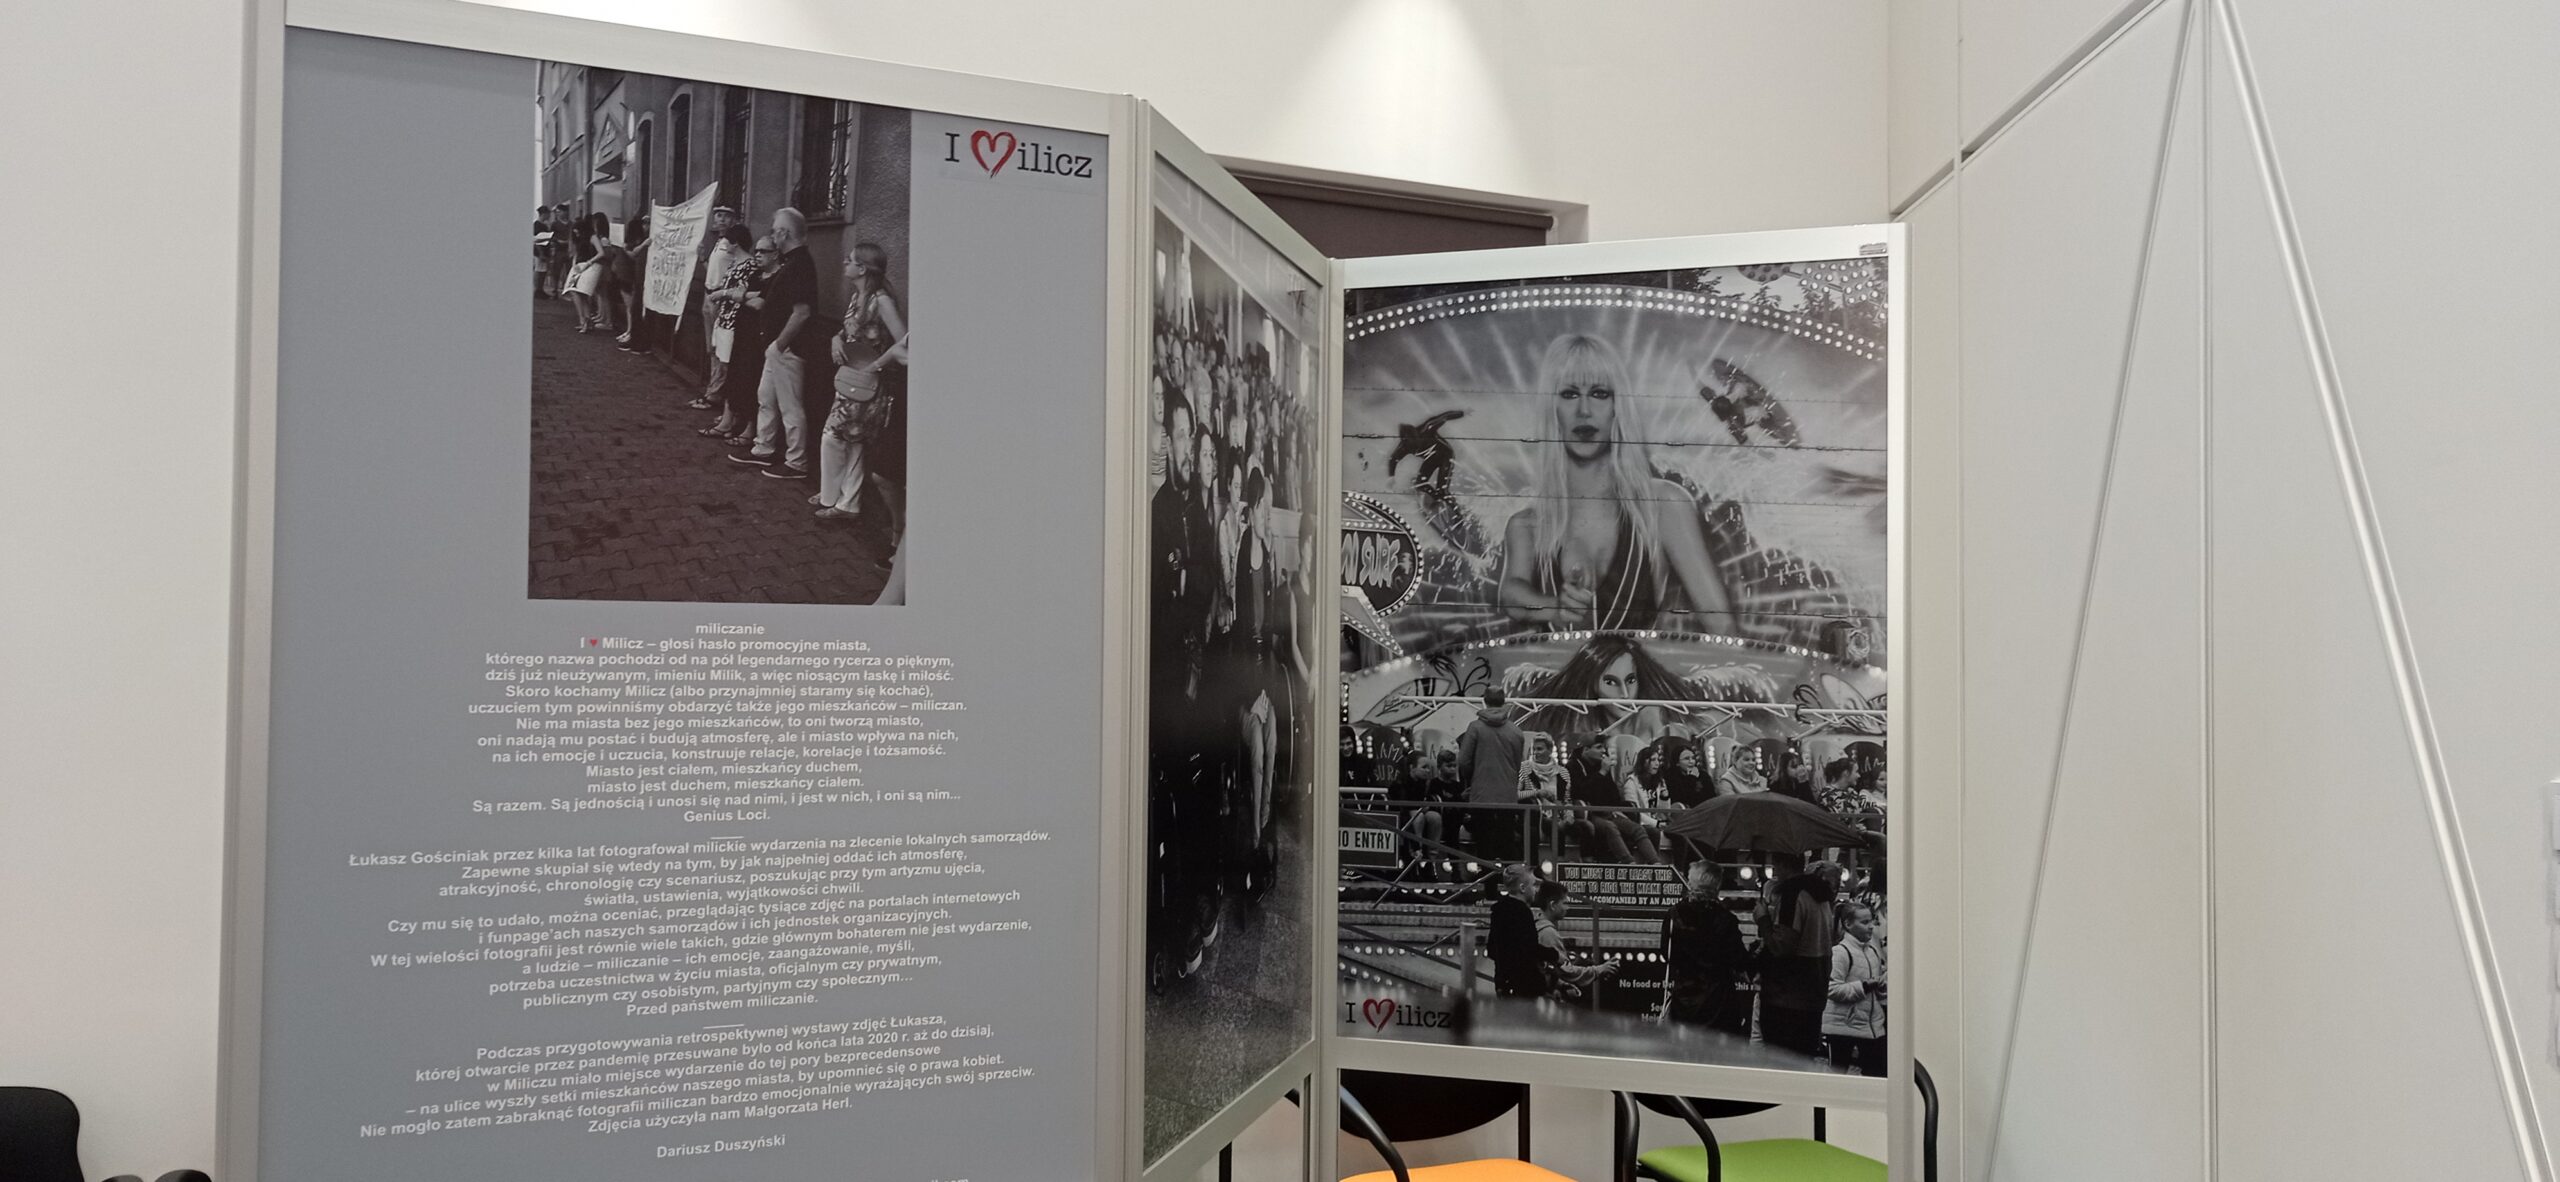 I ilicz
miliczanie
I ♥ Milicz – głosi hasło promocyjne miasta,
którego nazwa pochodzi od na pół legendarnego rycerza o pięknym,
dziś już nieużywanym, imieniu Milik, a więc niosącym łaskę i miłość.
Skoro kochamy Milicz (albo przynajmniej staramy się kochać),
uczuciem tym powinniśmy obdarzyć także jego mieszkańców – miliczan.
Nie ma miasta bez jego mieszkańców, to oni tworzą miasto,
oni nadają mu postać i budują atmosferę, ale i miasto wpływa na nich,
na ich emocje i uczucia, konstruuje relacje, korelacje i tożsamość.
Miasto jest ciałem, mieszkańcy duchem,
miasto jest duchem, mieszkańcy ciałem.
Są razem. Są jednością i unosi się nad nimi, i jest w nich, i oni są nim...
Genius Loci.
Łukasz Gościniak przez kilka lat fotografował milickie wydarzenia na zlecenie lokalnych samorządów.
Zapewne skupiał się wtedy na tym, by jak najpełniej oddać ich atmosferę,
atrakcyjność, chronologię czy scenariusz, poszukując przy tym artyzmu ujęcia,
światła, ustawienia, wyjątkowości chwili.
Czy mu się to udało, można oceniać, przeglądając tysiące zdjęć na portalach internetowych
i funpage'ach naszych samorządów i ich jednostek organizacyjnych.
W tej wielości fotografii jest równie wiele takich, gdzie głównym bohaterem nie jest wydarzenie,
a ludzie – miliczanie – ich emocje, zaangażowanie, myśli,
potrzeba uczestnictwa w życiu miasta, oficjalnym czy prywatnym,
publicznym czy osobistym, partyjnym czy społecznym...
Przed państwem miliczanie.
Podczas przygotowywania retrospektywnej wystawy zdjęć Łukasza,
której otwarcie przez pandemię przesuwane było od końca lata 2020 r. aż do dzisiaj,
w Miliczu miało miejsce wydarzenie do tej pory bezprecedensowe
– na ulice wyszły setki mieszkańców naszego miasta, by upomnieć się o prawa kobiet.
Nie mogło zatem zabraknąć fotografii miliczan bardzo emocjonalnie wyrażających swój sprzeciw.
Zdjęcia użyczyła nam Małgorzata Herl.
Dariusz Duszyński
SURF
NO ENTRY
YOU MUST BE AT LEAST THIS
HEIGHT TO RIDE THE MIAMI SURF
ACCOMPANIED BY AN ADU
No food or
this
I ilicz